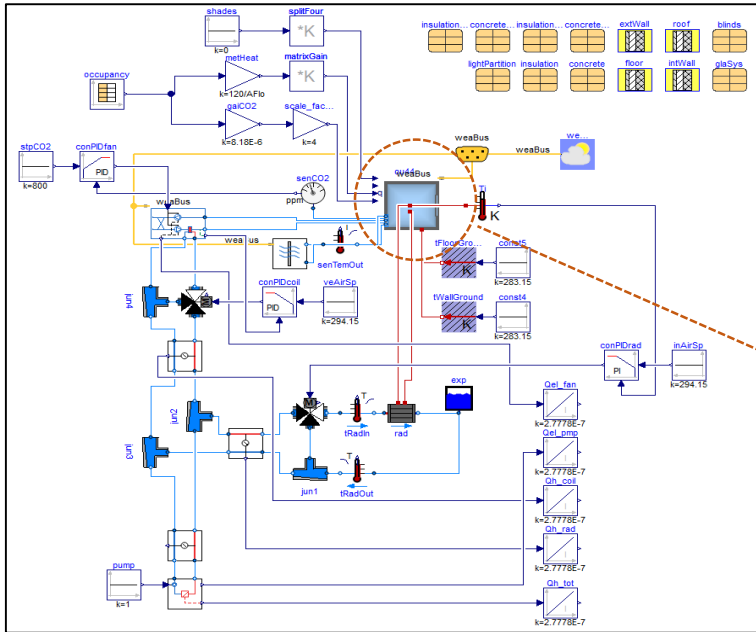 shades
splitFour
*K
k=0
insulation...
concrete...
insulation...
concrete...
extWall
roof
blinds
metHeat
matrixGain
*K
k=120/AFlo
occupancy
lightPartition
insulation
concrete
floor
intWall
glaSys
gaiCO2
scale_fac...
k=8.18E-6
k=4
stpCO2
conPIDfan
PID
k=800
weaBus
weaBus
we...
weaBus
senCO2
ppm
K
weaBus
senTemOut
tFloorGro...
const5
K
k=283.15
jun4
M
conPIDcoil
PID
veAirSp
k=294.15
tWallGround
const4
K
k=283.15
conPIDrad
PI
inAirSp
k=294.15
exp
M
T
tRadIn
rad
jun2
jun3
jun1
T
tRadOut
Qel_fan
k=2.7778E-7
Qel_pmp
k=2.7778E-7
Qh_coil
k=2.7778E-7
Qh_rad
k=2.7778E-7
Qh_tot
k=2.7778E-7
pump
k=1